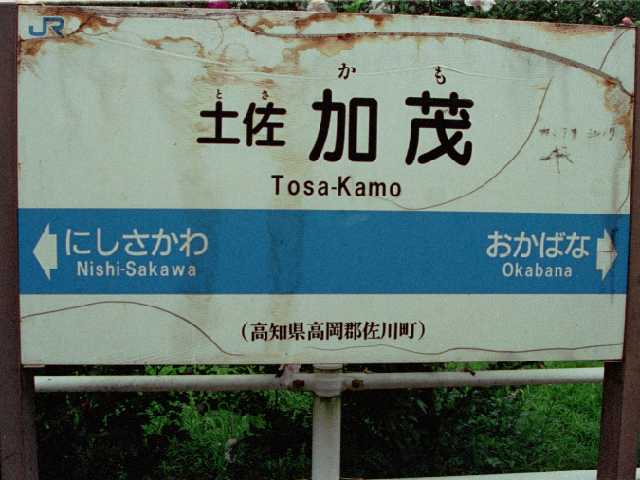 JR
とさ かも
土佐 加茂
Tosa-Kamo
にしさかわ おかばな
Nishi-Sakawa Okabana
(高知県高岡郡佐川町)